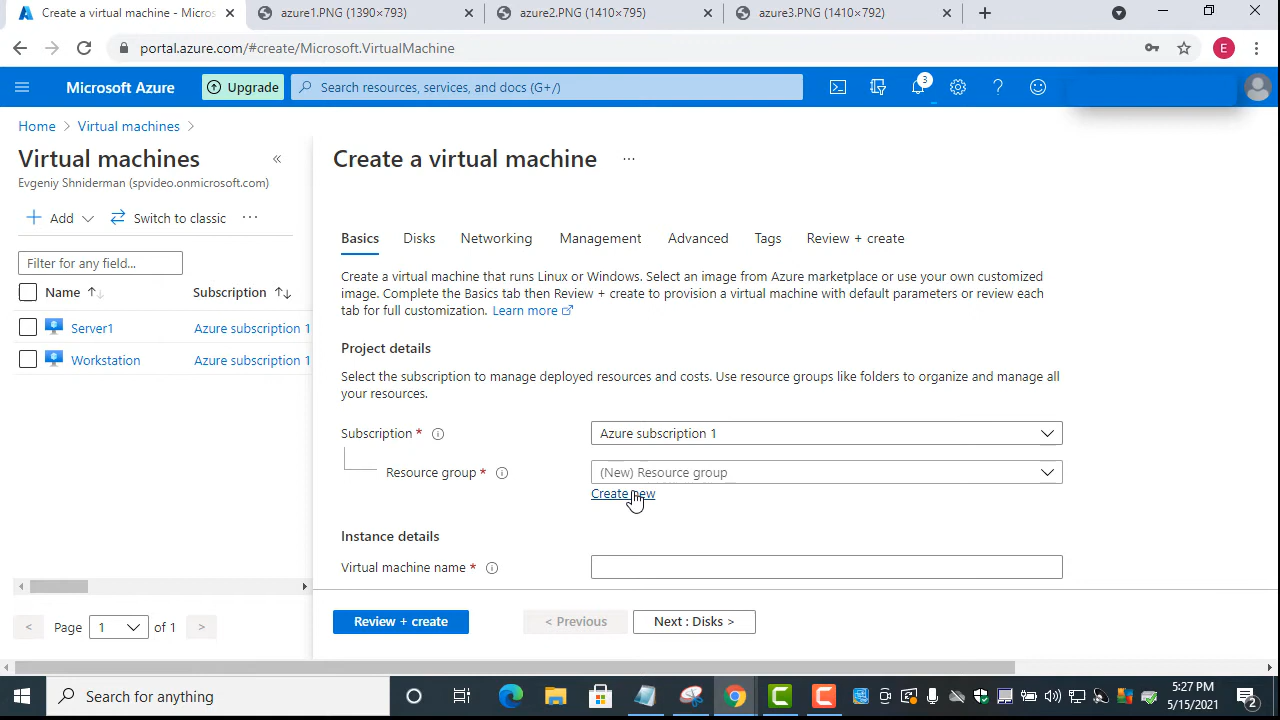 Create a virtual machine - Micros
azure1.PNG (1390×793)
azure2.PNG (1410×795)
azure3.PNG (1410×792)
portal.azure.com/#create/Microsoft.VirtualMachine
E
Microsoft Azure
Upgrade
Search resources, services, and docs (G+/)
3
Home > Virtual machines >
Virtual machines
Evgeniy Shniderman (spvideo.onmicrosoft.com)
Add
Switch to classic
Filter for any field...
Name
Subscription
Server1
Azure subscription 1
Workstation
Azure subscription 1
< Page 1 of 1 >
Create a virtual machine
Basics Disks Networking Management Advanced Tags Review + create
Create a virtual machine that runs Linux or Windows. Select an image from Azure marketplace or use your own customized
image. Complete the Basics tab then Review + create to provision a virtual machine with default parameters or review each
tab for full customization. Learn more
Project details
Select the subscription to manage deployed resources and costs. Use resource groups like folders to organize and manage all
your resources.
Subscription *
Azure subscription 1
Resource group *
(New) Resource group
Create new
Instance details
Virtual machine name *
Review + create
< Previous
Next : Disks >
Search for anything
5:27 PM
5/15/2021
2